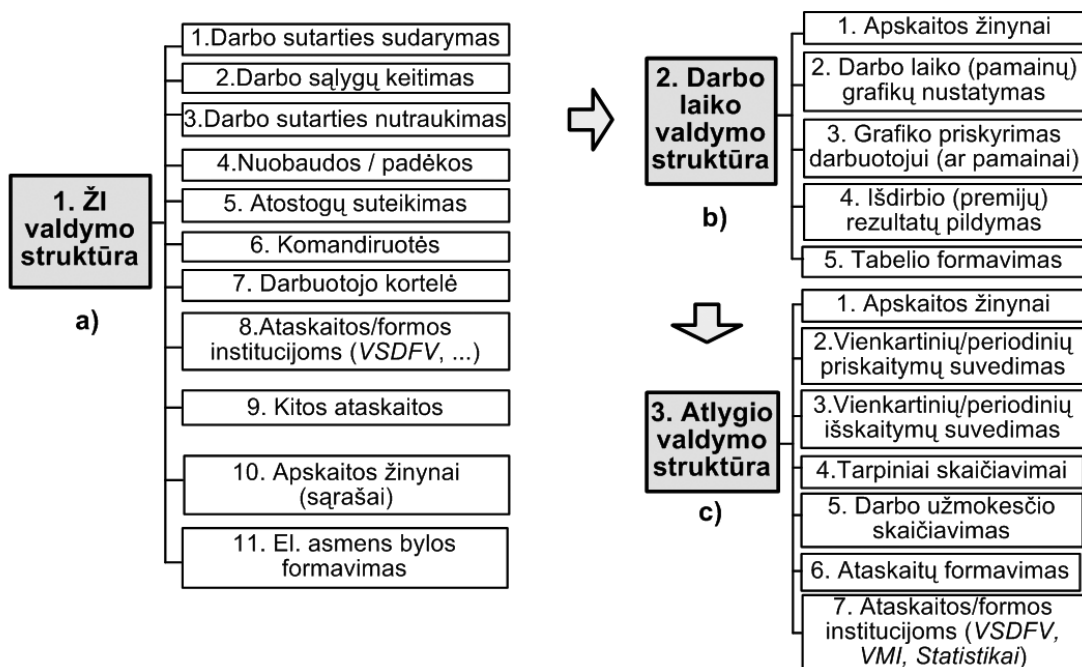 1. ŽI
valdymo
struktūra
a)
1.Darbo sutarties sudarymas
2.Darbo sąlygų keitimas
3.Darbo sutarties nutraukimas
4.Nuobaudos / padėkos
5. Atostogų suteikimas
6. Komandiruotės
7. Darbuotojo kortelė
8.Ataskaitos/formos
institucijoms (VSDFV, ...)
9. Kitos ataskaitos
10. Apskaitos žinynai
(sąrašai)
11. El. asmens bylos
formavimas
2. Darbo
laiko
valdymo
struktūra
b)
1. Apskaitos žinynai
2. Darbo laiko (pamainų)
grafikų nustatymas
3. Grafiko priskyrimas
darbuotojui (ar pamainai)
4. Išdirbio (premijų)
rezultatų pildymas
5. Tabelio formavimas
3. Atlygio
valdymo
struktūra
c)
1. Apskaitos žinynai
2.Vienkartinių/periodinių
priskaitymų suvedimas
3.Vienkartinių/periodinių
išskaitymų suvedimas
4.Tarpiniai skaičiavimai
5. Darbo užmokesčio
skaičiavimas
6. Ataskaitų formavimas
7. Ataskaitos/formos
institucijoms (VSDFV,
VMI, Statistikai)